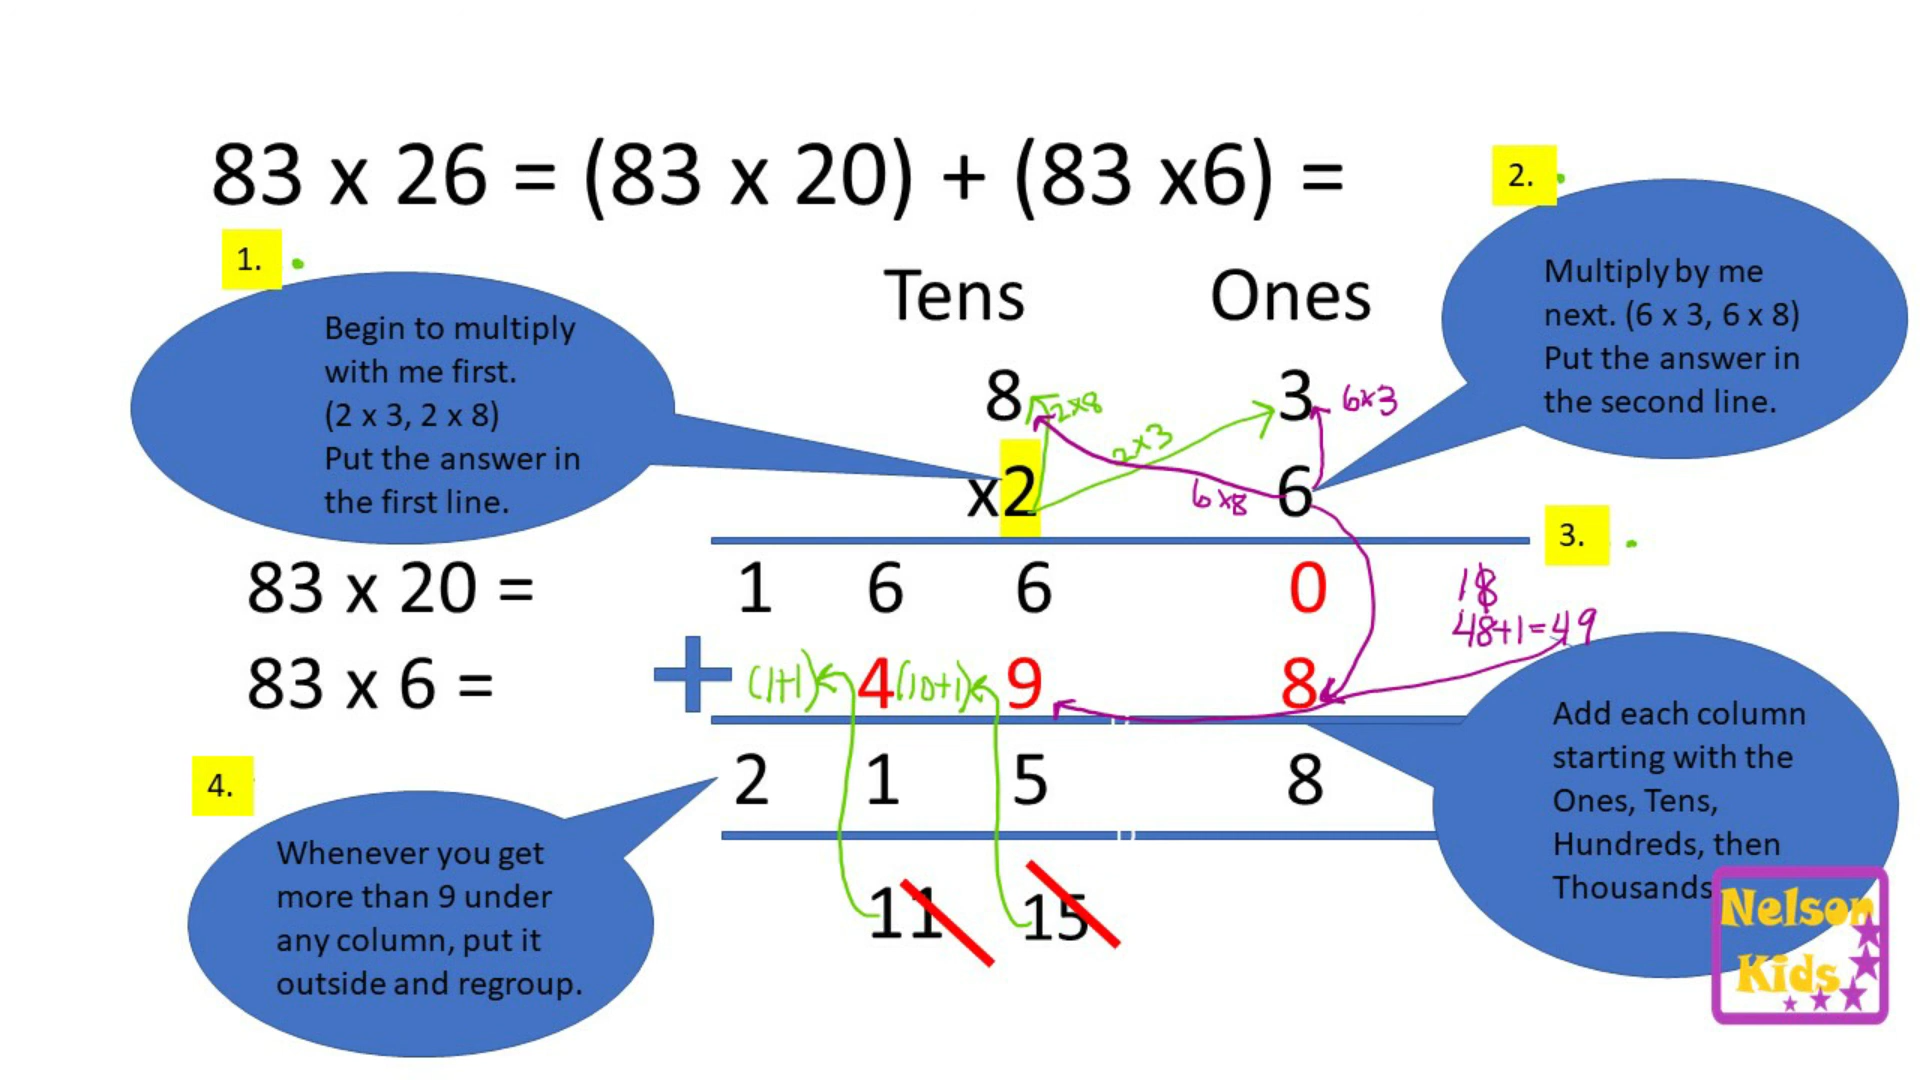 83 x 26 = (83 x 20) + (83 x6) =
1.
2.
Begin to multiply
with me first.
(2 x 3, 2 x 8)
Put the answer in
the first line.
Tens Ones
Multiply by me
next. (6 x 3, 6 x 8)
Put the answer in
the second line.
8 3
2x8
2x3
6x3
x2 6
6x8
3.
83 x 20 = 1 6 6 0
18
48+1=49
83 x 6 = + (1+1) 4 (10+1) 9 8
2 1 5 8
Add each column
starting with the
Ones, Tens,
Hundreds, then
Thousands
4.
Whenever you get
more than 9 under
any column, put it
outside and regroup.
11 15
Nelson
Kids